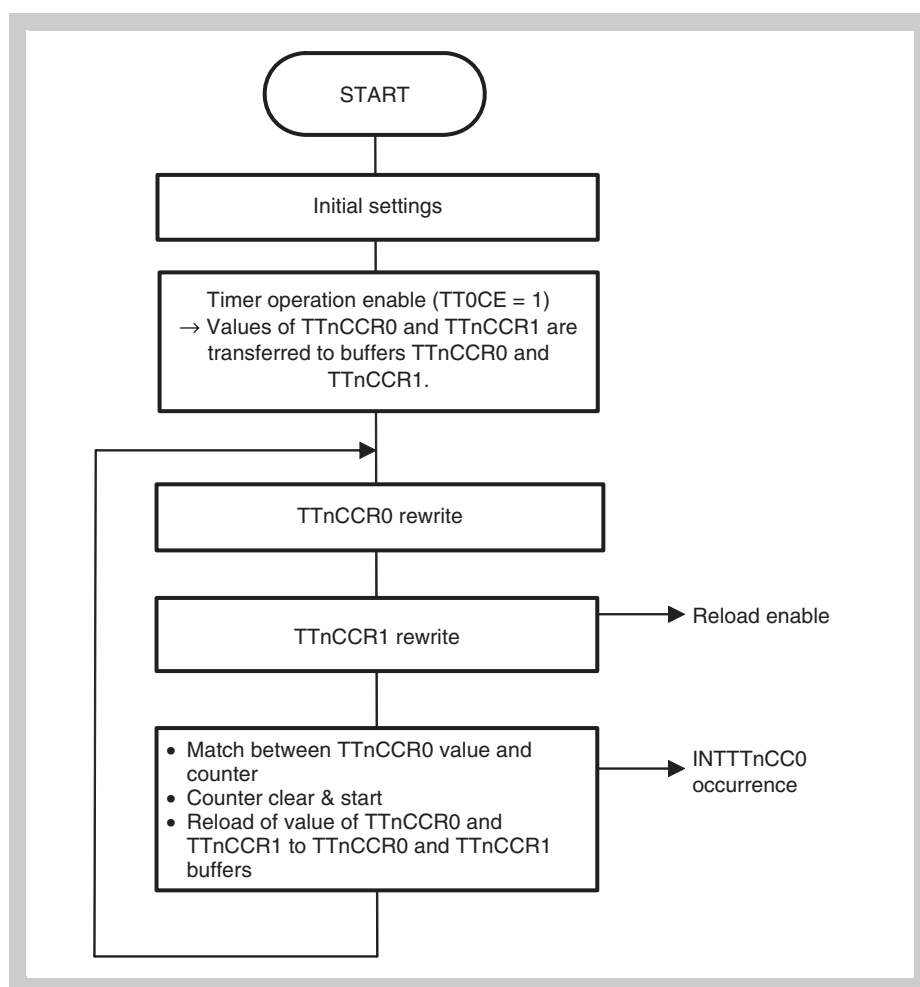 START
Initial settings
Timer operation enable (TT0CE = 1)
→ Values of TTnCCR0 and TTnCCR1 are
transferred to buffers TTnCCR0 and
TTnCCR1.
TTnCCR0 rewrite
TTnCCR1 rewrite
Reload enable
• Match between TTnCCR0 value and
counter
• Counter clear & start
• Reload of value of TTnCCR0 and
TTnCCR1 to TTnCCR0 and TTnCCR1
buffers
INTTTnCC0
occurrence